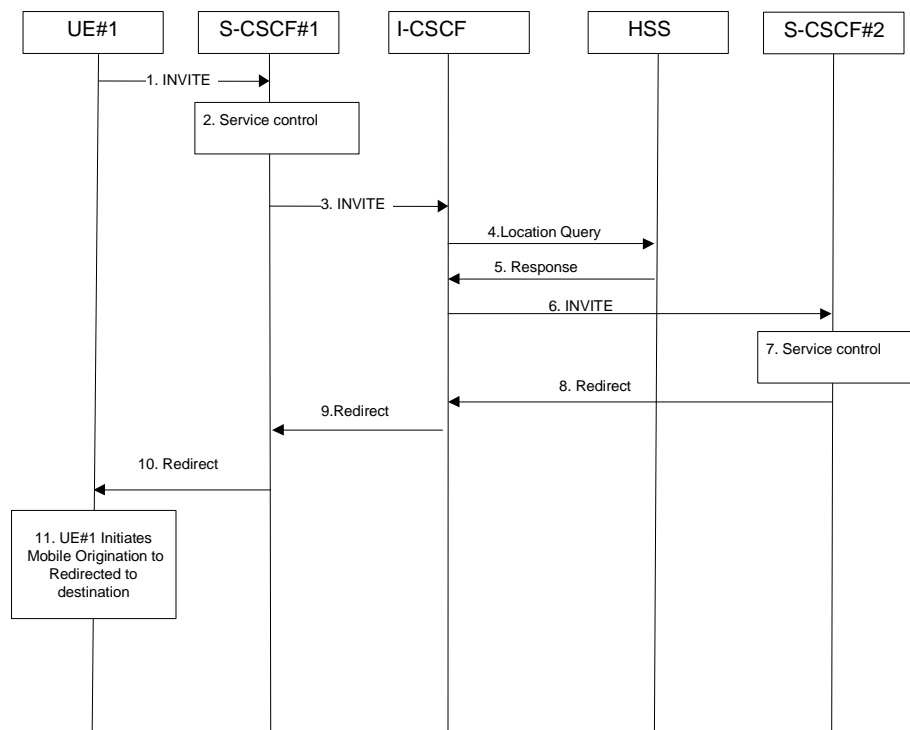 UE#1
S-CSCF#1
I-CSCF
HSS
S-CSCF#2
1. INVITE
2. Service control
3. INVITE
4.Location Query
5. Response
6. INVITE
7. Service control
8. Redirect
9.Redirect
10. Redirect
11. UE#1 Initiates
Mobile Origination to
Redirected to
destination